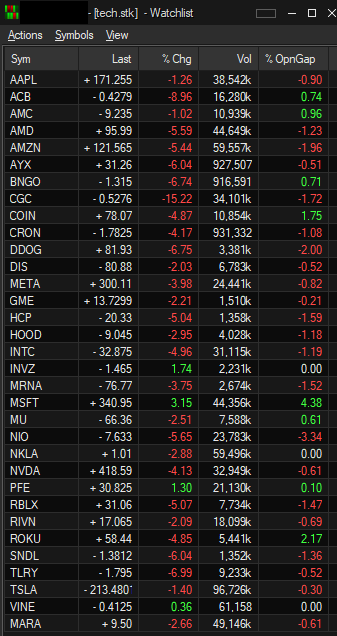 - [tech.stk] - Watchlist
Actions Symbols View
Sym Last % Chg Vol % OpnGap
AAPL + 171.255 -1.26 38,542k -0.90
ACB - 0.4279 -8.96 16,280k 0.74
AMC - 9.235 -1.02 10,939k 0.96
AMD + 95.99 -5.59 44,649k -1.23
AMZN + 121.565 -5.44 59,557k -1.96
AYX + 31.26 -6.04 927,507 -0.51
BNGO - 1.315 -6.74 916,591 0.71
CGC - 0.5276 -15.22 34,101k -1.72
COIN + 78.07 -4.87 10,854k 1.75
CRON - 1.7825 -4.17 931,332 -1.08
DDOG + 81.93 -6.75 3,381k -2.00
DIS - 80.88 -2.03 6,783k -0.52
META + 300.11 -3.98 24,441k -0.82
GME + 13.7299 -2.21 1,510k -0.21
HCP - 20.33 -5.04 1,358k -1.59
HOOD - 9.045 -2.95 4,028k -1.18
INTC - 32.875 -4.96 31,115k -1.19
INVZ - 1.465 1.74 2,231k 0.00
MRNA - 76.77 -3.75 2,674k -1.52
MSFT + 340.95 3.15 44,356k 4.38
MU - 66.36 -2.51 7,588k 0.61
NIO - 7.633 -5.65 23,783k -3.34
NKLA + 1.01 -2.88 59,496k 0.00
NVDA + 418.59 -4.13 32,949k -0.61
PFE + 30.825 1.30 21,130k 0.10
RBLX + 31.06 -5.07 7,734k -1.47
RIVN + 17.065 -2.09 18,099k -0.69
ROKU + 58.44 -4.85 5,441k 2.17
SNDL - 1.3812 -6.04 1,352k -1.36
TLRY - 1.795 -6.99 9,233k -0.52
TSLA - 213.480 -1.40 96,726k -0.30
VINE - 0.4125 0.36 61,158 0.00
MARA + 9.50 -2.66 49,146k -0.61